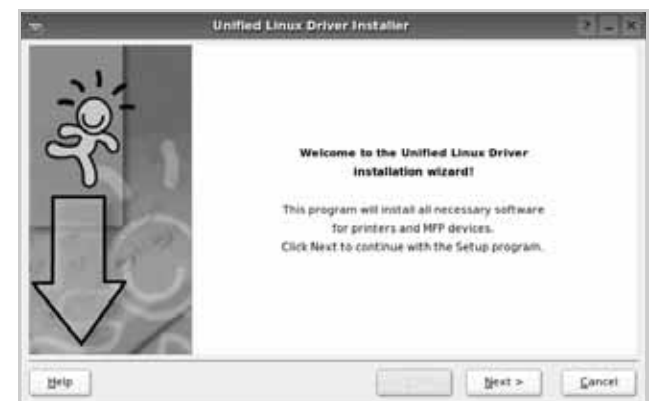 Unified Linux Driver Installer
Welcome to the Unified Linux Driver
installation wizard!
This program will install all necessary software
for printers and MFP devices.
Click Next to continue with the Setup program.
Help
Next >
Cancel